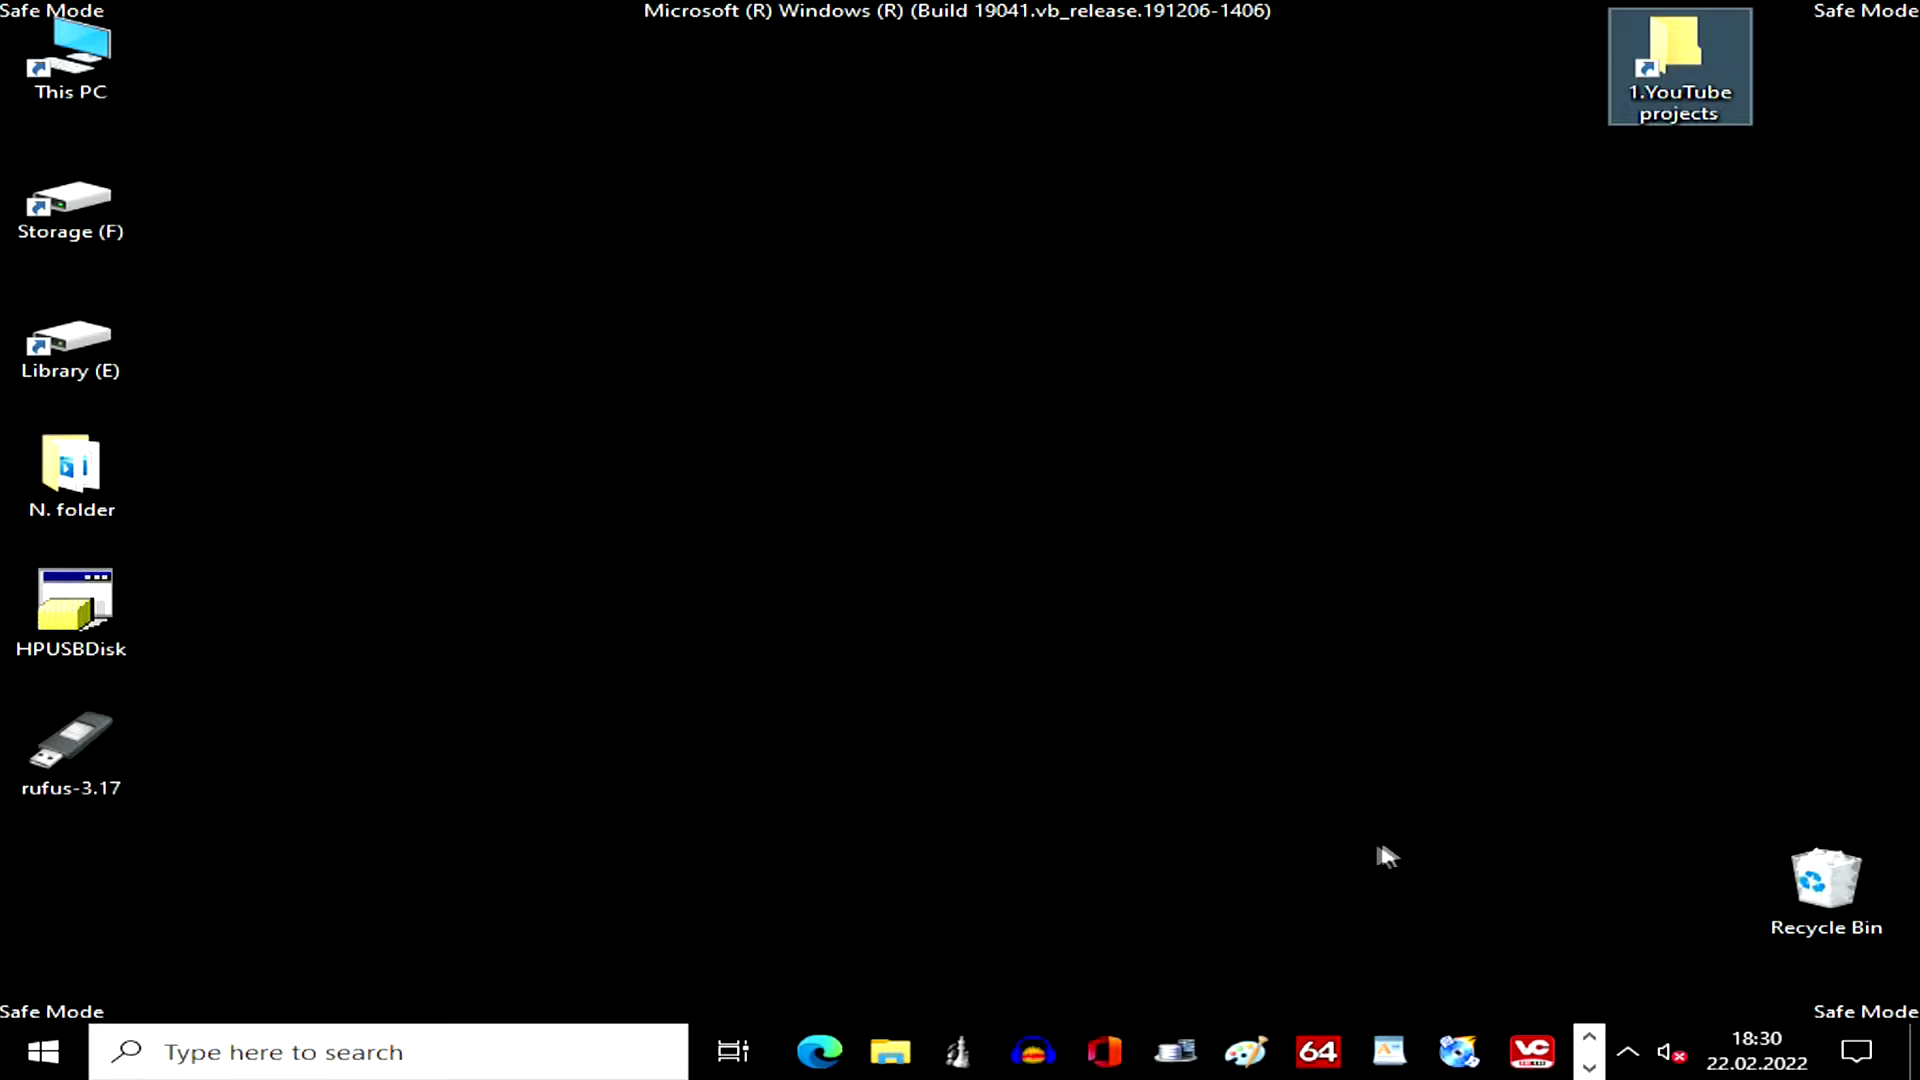 Safe Mode
Microsoft (R) Windows (R) (Build 19041.vb_release.191206-1406)
Safe Mode
This PC
1.YouTube
projects
Storage (F)
Library (E)
N. folder
HPUSBDisk
rufus-3.17
Recycle Bin
Safe Mode
Safe Mode
Type here to search
64
VC
18:30
22.02.2022